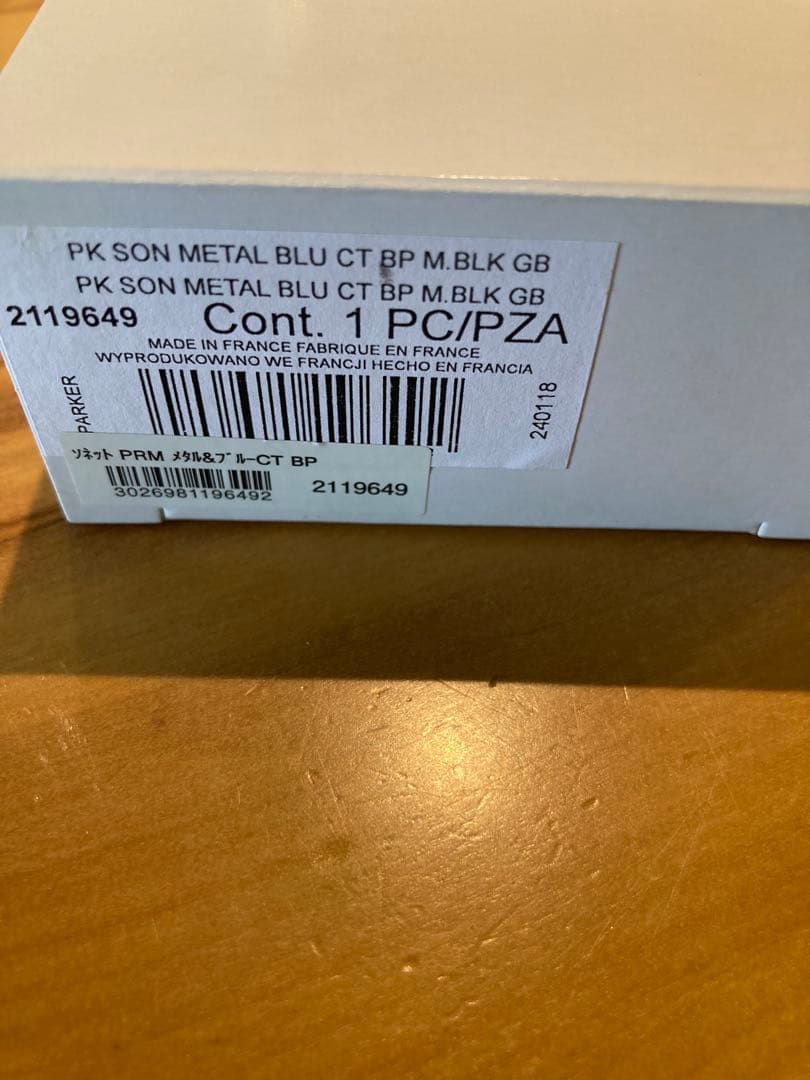 PK SON METAL BLU CT BP M.BLK GB
PK SON METAL BLU CT BP M.BLK GB
2119649 Cont. 1 PC/PZA
MADE IN FRANCE FABRIQUE EN FRANCE
WYPRODUKOWANO WE FRANCJI HECHO EN FRANCIA
PARKER
240118
ソネット PRM メタル&ブルーCT BP
3026981196492 2119649